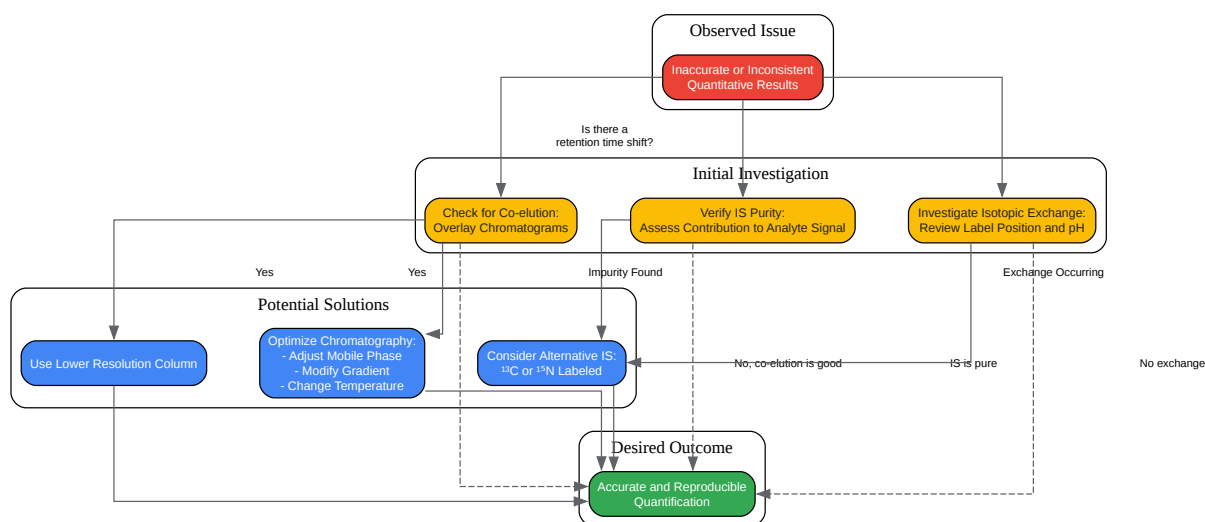 Observed Issue
Inaccurate or Inconsistent
Quantitative Results
Is there a
retention time shift?
Initial Investigation
Check for Co-elution:
Overlay Chromatograms
Verify IS Purity:
Assess Contribution to Analyte Signal
Investigate Isotopic Exchange:
Review Label Position and pH
Yes
Yes
Impurity Found
Exchange Occurring
Potential Solutions
Use Lower Resolution Column
Optimize Chromatography:
- Adjust Mobile Phase
- Modify Gradient
- Change Temperature
Consider Alternative IS:
¹³C or ¹⁵N Labeled
No, co-elution is good
IS is pure
No exchange
Desired Outcome
Accurate and Reproducible
Quantification